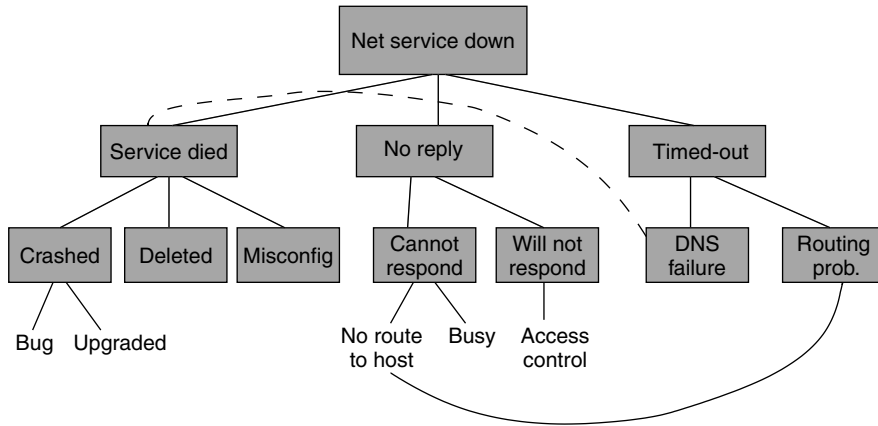 Net service down
Service died
No reply
Timed-out
Crashed
Deleted
Misconfig
Cannot
respond
Will not
respond
DNS
failure
Routing
prob.
Bug
Upgraded
No route
to host
Busy
Access
control